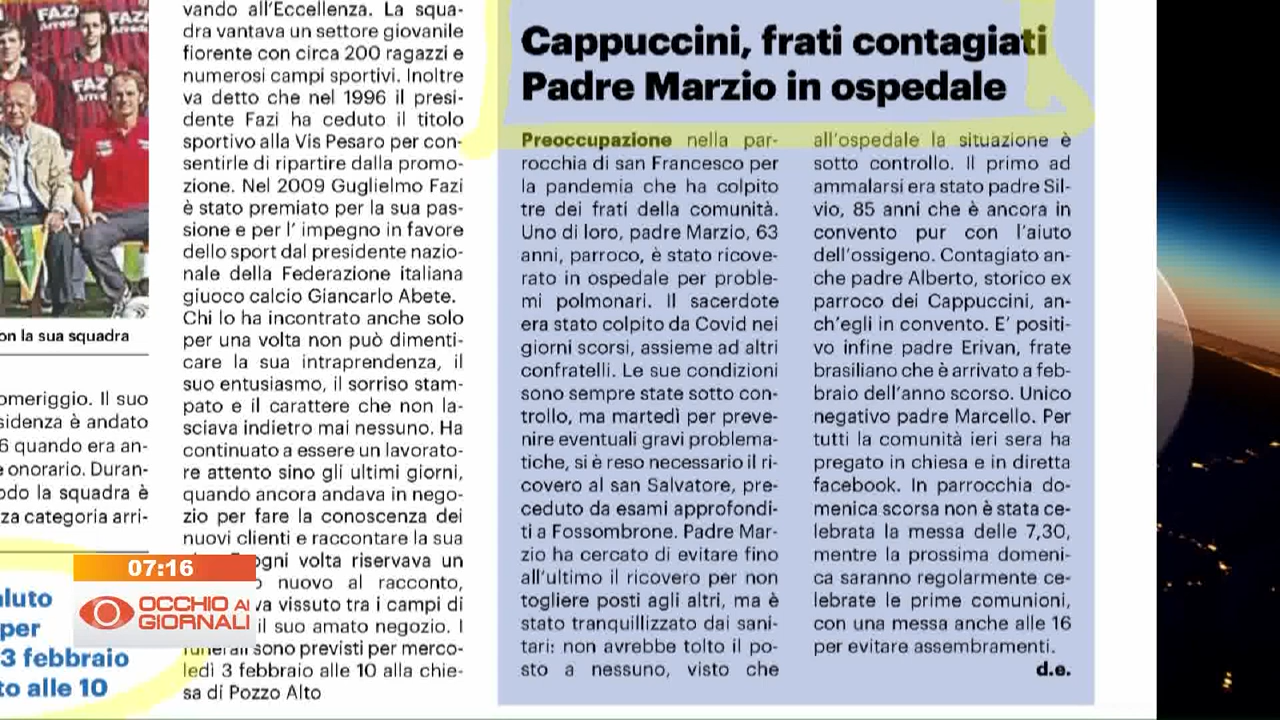 FAZI
FAZI
Arred
FAZI
Arred
on la sua squadra
omeriggio. Il suo
sidenza è andato
6 quando era an-
e onorario. Duran-
odo la squadra è
za categoria arri-
aluto
per
3 febbraio
to alle 10
vando all'Eccellenza. La squa-
dra vantava un settore giovanile
fiorente con circa 200 ragazzi e
numerosi campi sportivi. Inoltre
va detto che nel 1996 il presi-
dente Fazi ha ceduto il titolo
sportivo alla Vis Pesaro per con-
sentirle di ripartire dalla promo-
zione. Nel 2009 Guglielmo Fazi
è stato premiato per la sua pas-
sione e per l' impegno in favore
dello sport dal presidente nazio-
nale della Federazione italiana
giuoco calcio Giancarlo Abete.
Chi lo ha incontrato anche solo
per una volta non può dimenti-
care la sua intraprendenza, il
suo entusiasmo, il sorriso stam-
pato e il carattere che non la-
sciava indietro mai nessuno. Ha
continuato a essere un lavorato-
re attento sino gli ultimi giorni,
quando ancora andava in nego-
zio per fare la conoscenza dei
nuovi clienti e raccontare la sua
ogni volta riservava un
nuovo al racconto,
va vissuto tra i campi di
il suo amato negozio. I
funerali sono previsti per merco-
ledì 3 febbraio alle 10 alla chie-
sa di Pozzo Alto
07:16
OCCHIO AI
GIORNALI
Cappuccini, frati contagiati
Padre Marzio in ospedale
Preoccupazione nella par-
rocchia di san Francesco per
la pandemia che ha colpito
tre dei frati della comunità.
Uno di loro, padre Marzio, 63
anni, parroco, è stato ricove-
rato in ospedale per proble-
mi polmonari. Il sacerdote
era stato colpito da Covid nei
giorni scorsi, assieme ad altri
confratelli. Le sue condizioni
sono sempre state sotto con-
trollo, ma martedì per preve-
nire eventuali gravi problema-
tiche, si è reso necessario il ri-
covero al san Salvatore, pre-
ceduto da esami approfondi-
ti a Fossombrone. Padre Mar-
zio ha cercato di evitare fino
all'ultimo il ricovero per non
togliere posti agli altri, ma è
stato tranquillizzato dai sani-
tari: non avrebbe tolto il po-
sto a nessuno, visto che
all'ospedale la situazione è
sotto controllo. Il primo ad
ammalarsi era stato padre Sil-
vio, 85 anni che è ancora in
convento pur con l'aiuto
dell'ossigeno. Contagiato an-
che padre Alberto, storico ex
parroco dei Cappuccini, an-
ch'egli in convento. E' positi-
vo infine padre Erivan, frate
brasiliano che è arrivato a feb-
braio dell'anno scorso. Unico
negativo padre Marcello. Per
tutti la comunità ieri sera ha
pregato in chiesa e in diretta
facebook. In parrocchia do-
menica scorsa non è stata ce-
lebrata la messa delle 7,30,
mentre la prossima domeni-
ca saranno regolarmente ce-
lebrate le prime comunioni,
con una messa anche alle 16
per evitare assembramenti.
d.e.